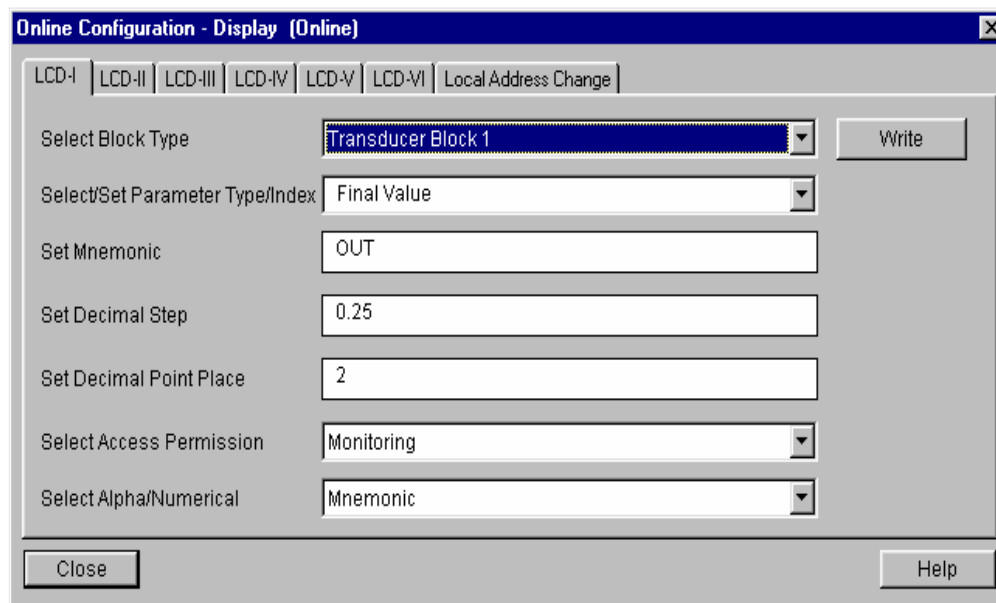 Online Configuration - Display (Online)
LCD-I LCD-II LCD-III LCD-IV LCD-V LCD-VI Local Address Change
Select Block Type Transducer Block 1 Write
Select/Set Parameter Type/Index Final Value
Set Mnemonic OUT
Set Decimal Step 0.25
Set Decimal Point Place 2
Select Access Permission Monitoring
Select Alpha/Numerical Mnemonic
Close Help